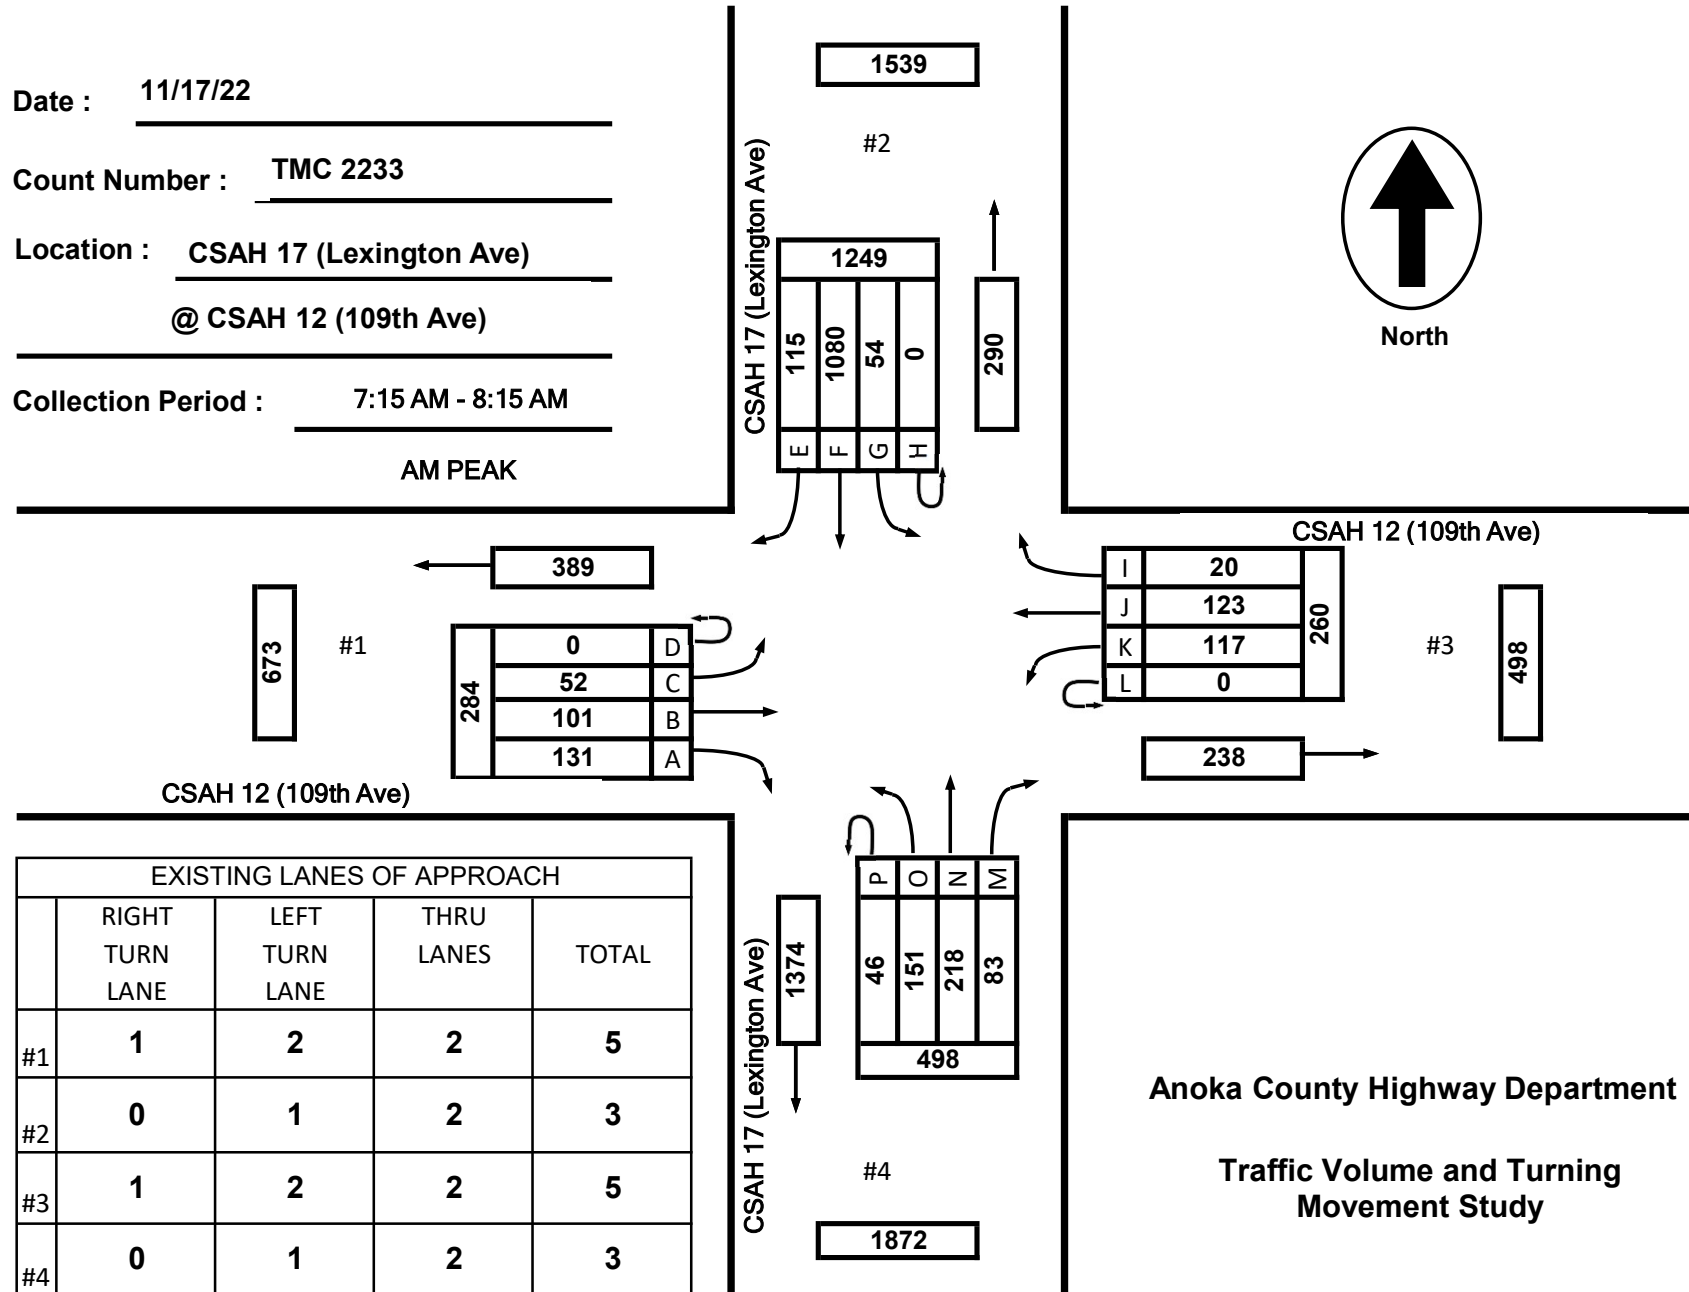 Date : 11/17/22
Count Number : TMC 2233
Location : CSAH 17 (Lexington Ave)
@ CSAH 12 (109th Ave)
Collection Period : 7:15 AM - 8:15 AM
AM PEAK
1539
#2
CSAH 17 (Lexington Ave)
1249
115 1080 54 0
E F G H
290
North
CSAH 12 (109th Ave)
389
673
#1
284
0 D
52 C
101 B
131 A
CSAH 12 (109th Ave)
I 20
J 123
K 117
L 0
260
#3
498
238
P O N M
46 151 218 83
498
1374
CSAH 17 (Lexington Ave)
#4
1872
EXISTING LANES OF APPROACH
RIGHT LEFT THRU
TURN TURN LANES TOTAL
LANE LANE
#1 1 2 2 5
#2 0 1 2 3
#3 1 2 2 5
#4 0 1 2 3
Anoka County Highway Department
Traffic Volume and Turning
Movement Study